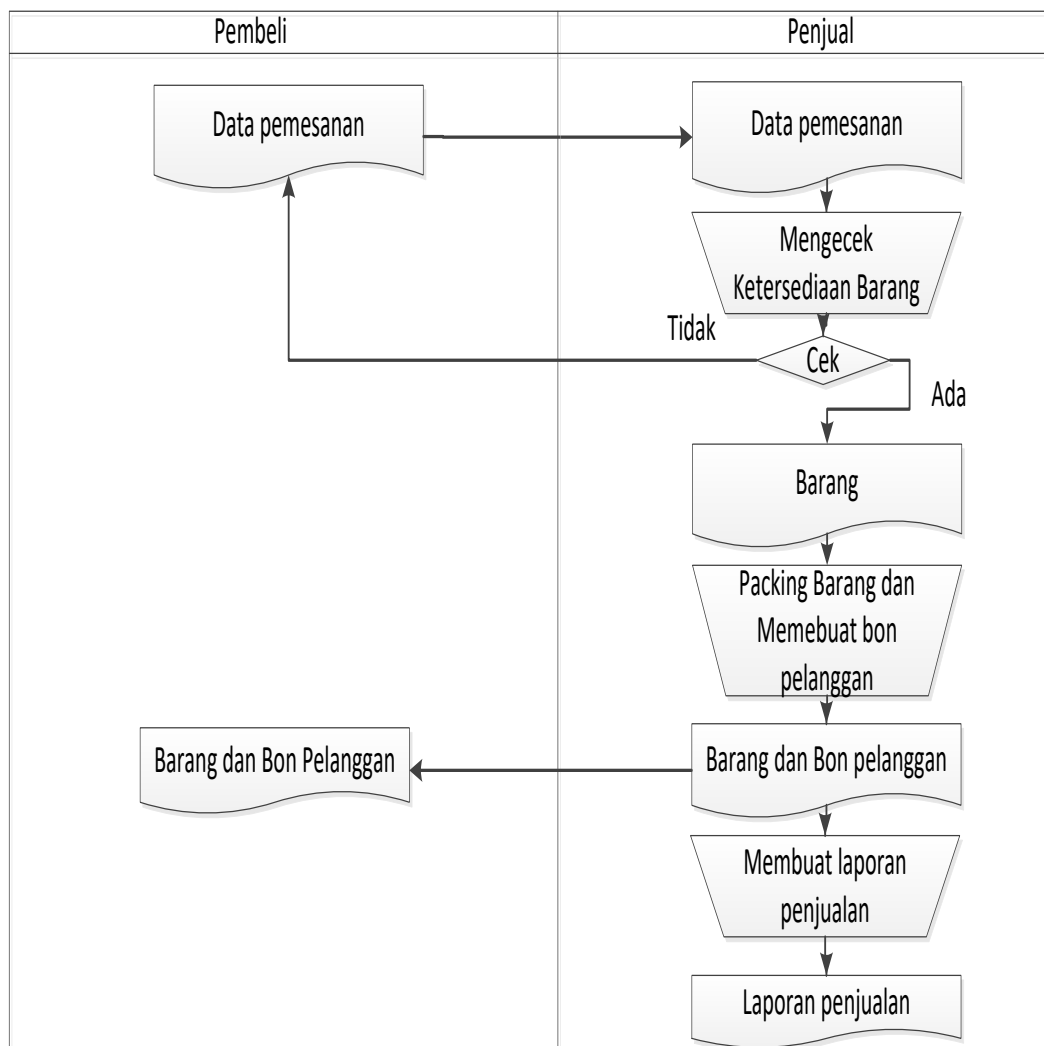 Pembeli
Penjual
Data pemesanan
Data pemesanan
Mengecek
Ketersediaan Barang
Tidak
Cek
Ada
Barang
Packing Barang dan
Memebuat bon
pelanggan
Barang dan Bon Pelanggan
Barang dan Bon pelanggan
Membuat laporan
penjualan
Laporan penjualan